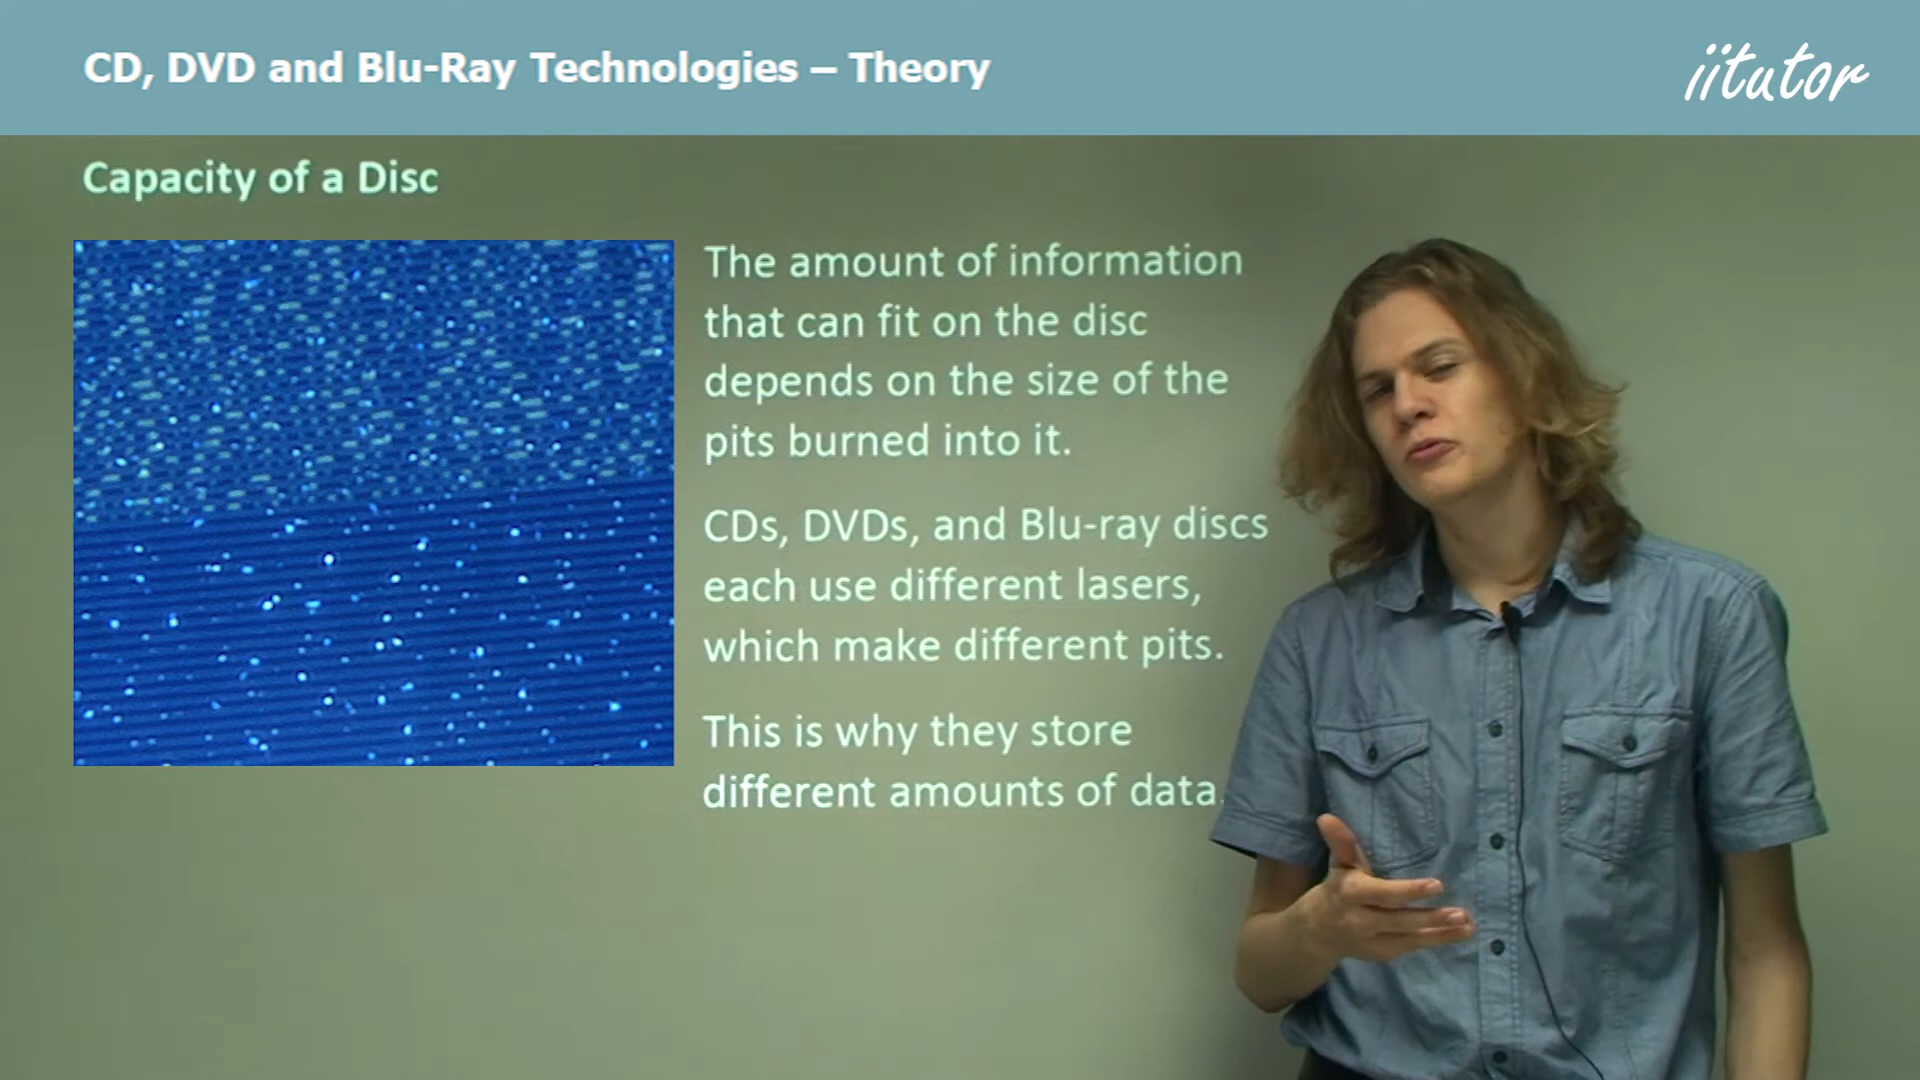 CD, DVD and Blu-Ray Technologies – Theory
iitutor
Capacity of a Disc
The amount of information
that can fit on the disc
depends on the size of the
pits burned into it.
CDs, DVDs, and Blu-ray discs
each use different lasers,
which make different pits.
This is why they store
different amounts of data.